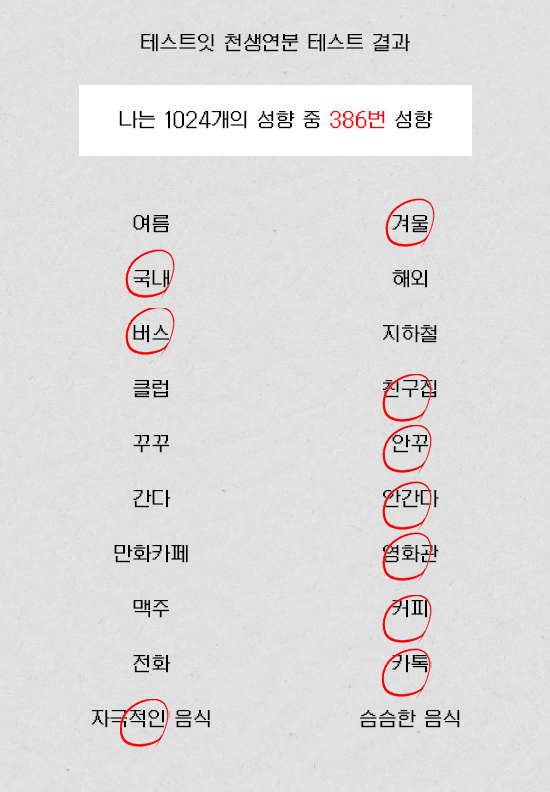 테스트잇 천생연분 테스트 결과
나는 1024개의 성향 중 386번 성향
여름 겨울
국내 해외
버스 지하철
클럽 친구집
꾸꾸 안꾸
간다 안간다
만화카페 영화관
맥주 커피
전화 카톡
자극적인 음식 슴슴한 음식